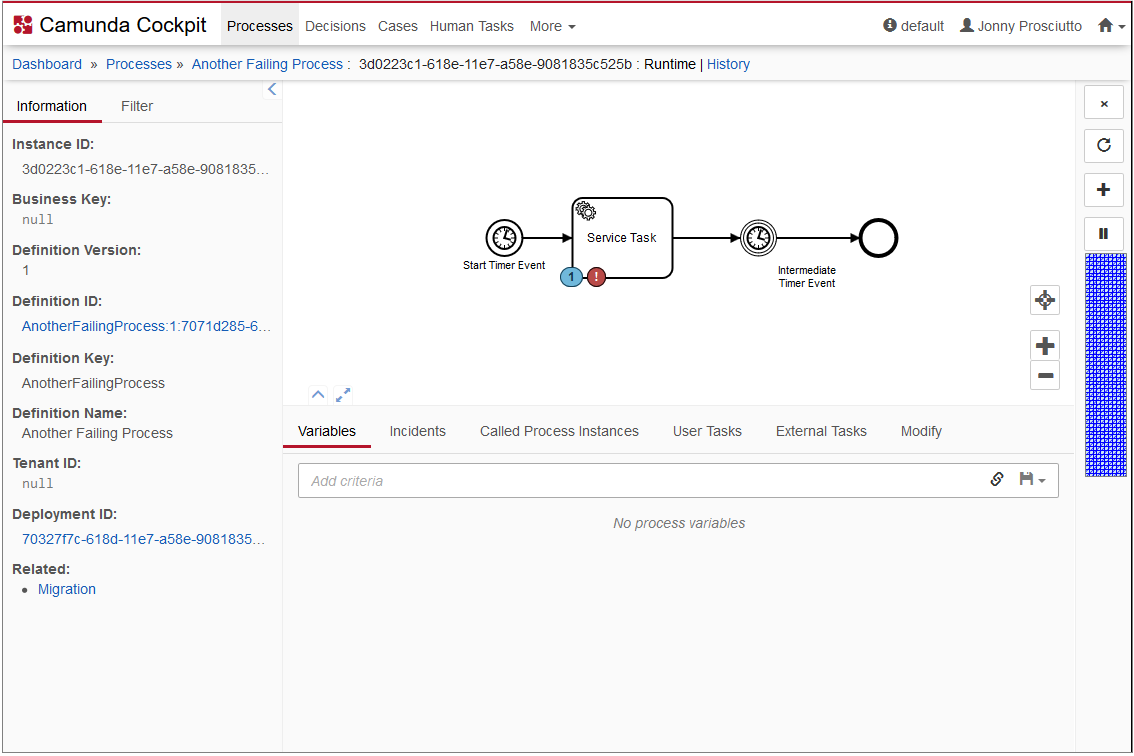 Camunda Cockpit Processes Decisions Cases Human Tasks More default Jonny Prosciutto
Dashboard » Processes » Another Failing Process : 3d0223c1-618e-11e7-a58e-9081835c525b : Runtime | History
Information Filter
Instance ID:
3d0223c1-618e-11e7-a58e-9081835...
Business Key:
null
Definition Version:
1
Definition ID:
AnotherFailingProcess:1:7071d285-6...
Definition Key:
AnotherFailingProcess
Definition Name:
Another Failing Process
Tenant ID:
null
Deployment ID:
70327f7c-618d-11e7-a58e-9081835...
Related:
• Migration
Service Task
Start Timer Event
1 !
Intermediate
Timer Event
Variables Incidents Called Process Instances User Tasks External Tasks Modify
Add criteria
No process variables